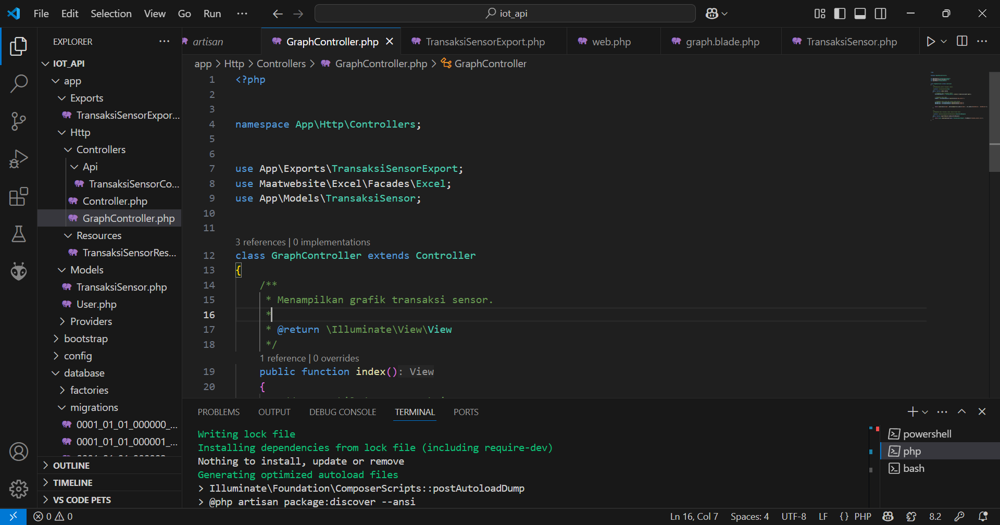 File Edit Selection View Go Run ··· iot_api
EXPLORER ···
IOT_API
app
Exports
TransaksiSensorExpor...
Http
Controllers
Api
TransaksiSensorCo...
Controller.php
GraphController.php
Resources
TransaksiSensorRes...
Models
TransaksiSensor.php
User.php
Providers
bootstrap
config
database
factories
migrations
0001_01_01_000000_...
0001_01_01_000001_...
OUTLINE
TIMELINE
VS CODE PETS
artisan GraphController.php TransaksiSensorExport.php web.php graph.blade.php TransaksiSensor.php
app > Http > Controllers > GraphController.php > GraphController
1 <?php
2
3
4 namespace App\Http\Controllers;
5
6
7 use App\Exports\TransaksiSensorExport;
8 use Maatwebsite\Excel\Facades\Excel;
9 use App\Models\TransaksiSensor;
10
11
3 references | 0 implementations
12 class GraphController extends Controller
13 {
14 /**
15 * Menampilkan grafik transaksi sensor.
16 *
17 * @return \Illuminate\View\View
18 */
1 reference | 0 overrides
19 public function index(): View
20 {
PROBLEMS OUTPUT DEBUG CONSOLE TERMINAL PORTS
Writing lock file
Installing dependencies from lock file (including require-dev)
Nothing to install, update or remove
Generating optimized autoload files
> Illuminate\Foundation\ComposerScripts::postAutoloadDump
> @php artisan package:discover --ansi
powershell
php
bash
0 0 Ln 16, Col 7 Spaces: 4 UTF-8 LF {} PHP 8.2